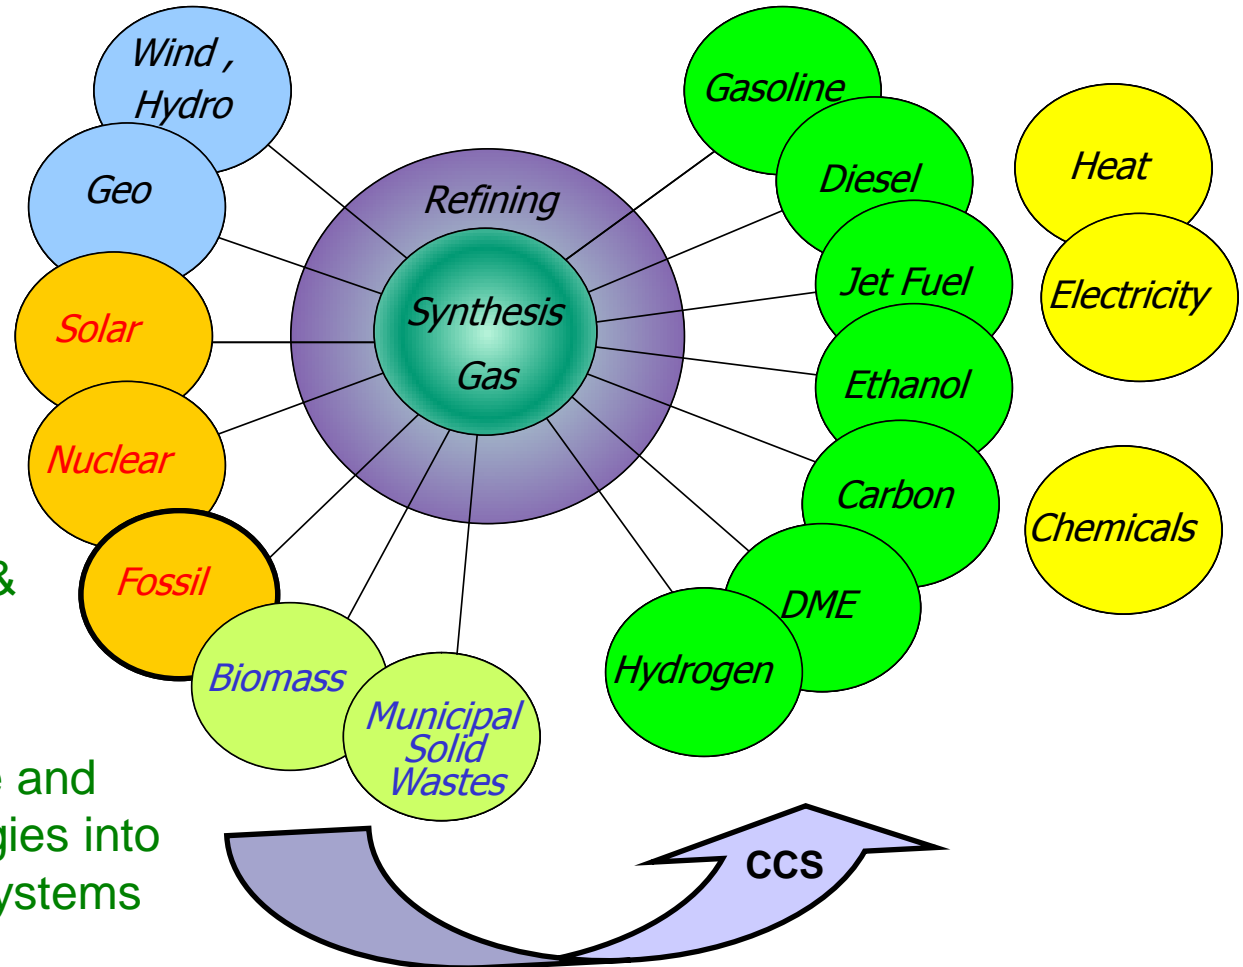 Wind ,
Hydro
Geo
Solar
Nuclear
Fossil
Biomass
Municipal
Solid
Wastes
Refining
Synthesis
Gas
Gasoline
Diesel
Jet Fuel
Ethanol
Carbon
DME
Hydrogen
Heat
Electricity
Chemicals
&
and
gies into
ystems
CCS